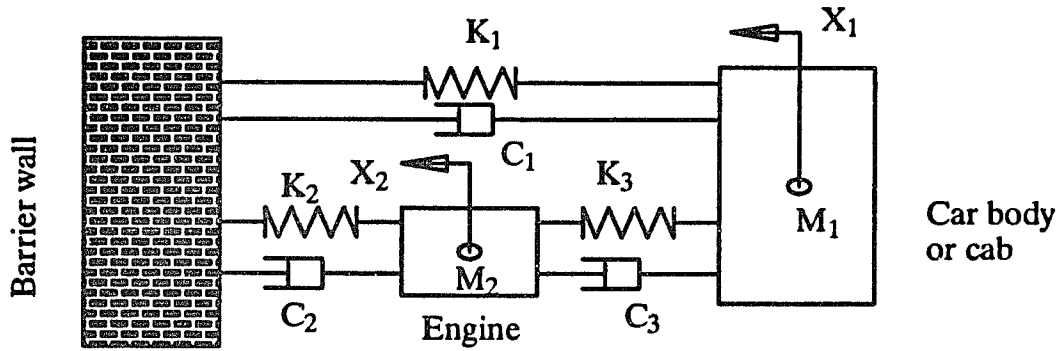 K₁
X₁
C₁
X₂
K₂
K₃
M₁
M₂
C₂
C₃
Engine
Barrier wall
Car body
or cab